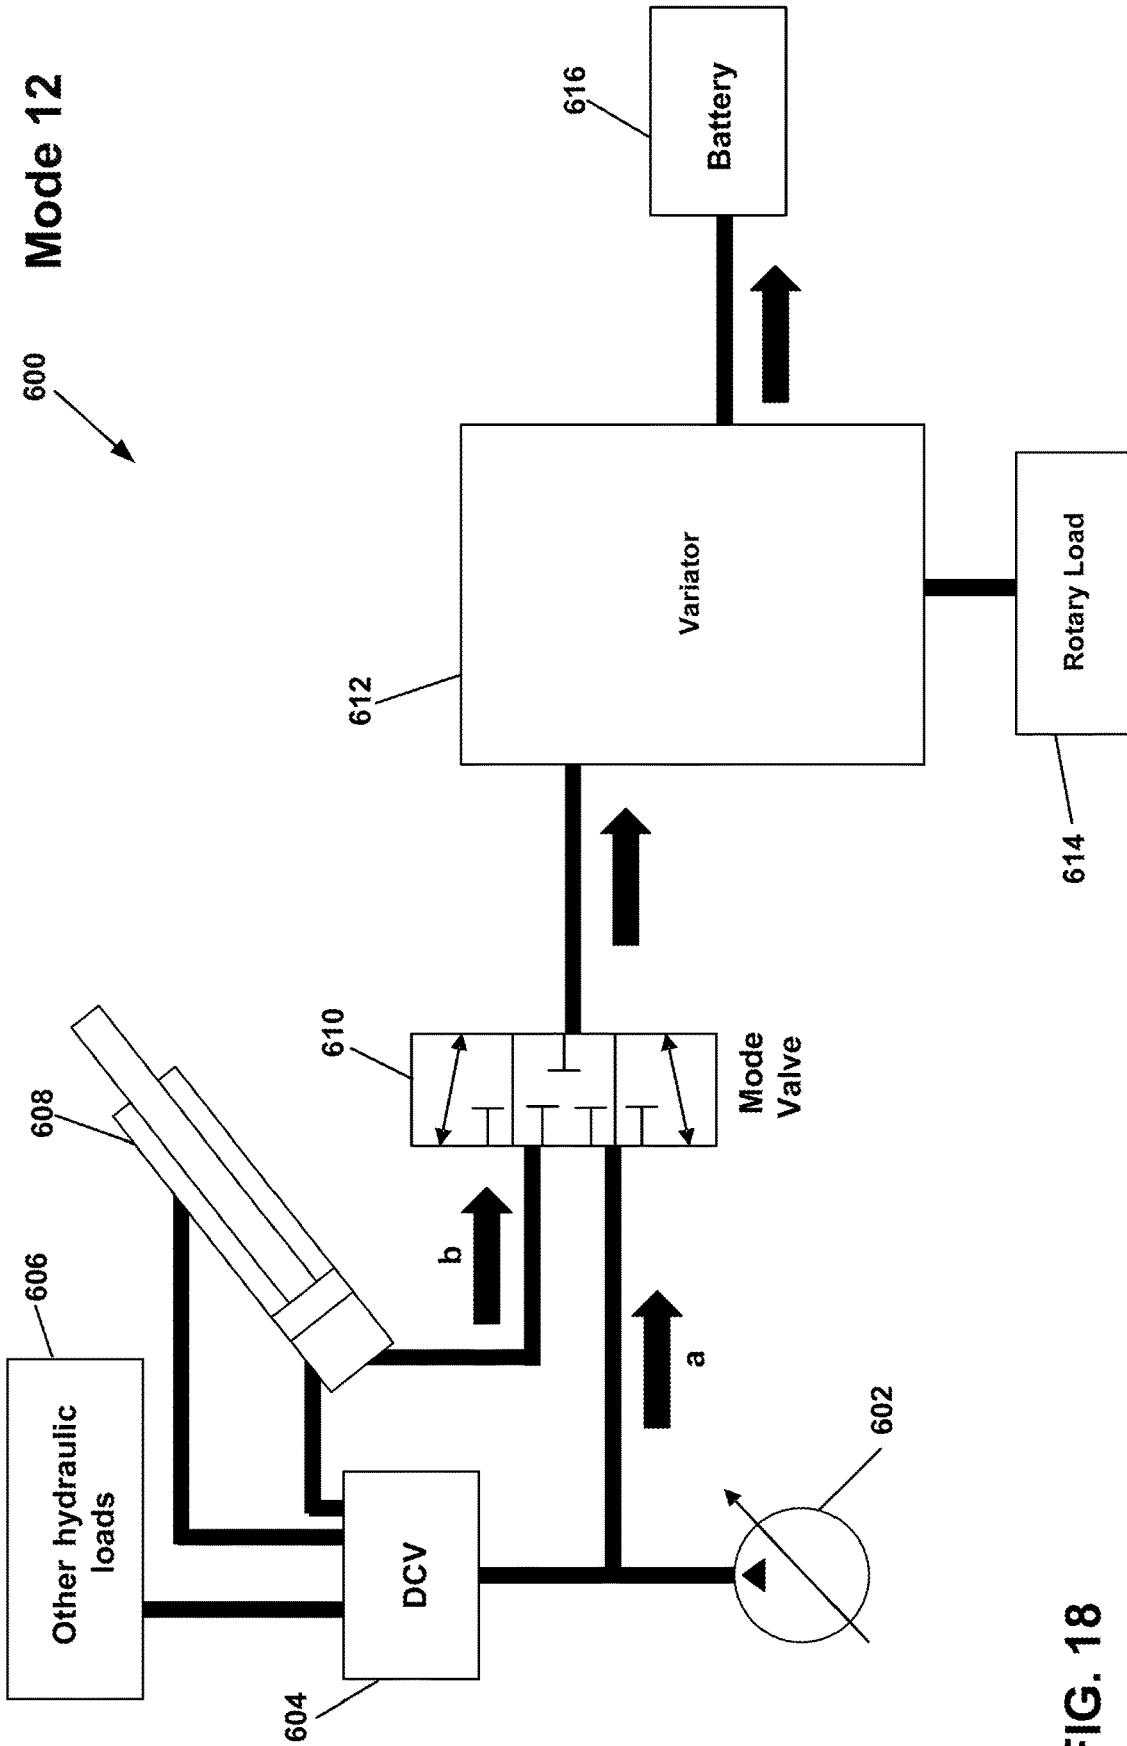 Mode 12
600
Other hydraulic
loads
606
608
616
Battery
604
DCV
b
610
Mode
Valve
612
Variator
a
602
614
Rotary Load
FIG. 18